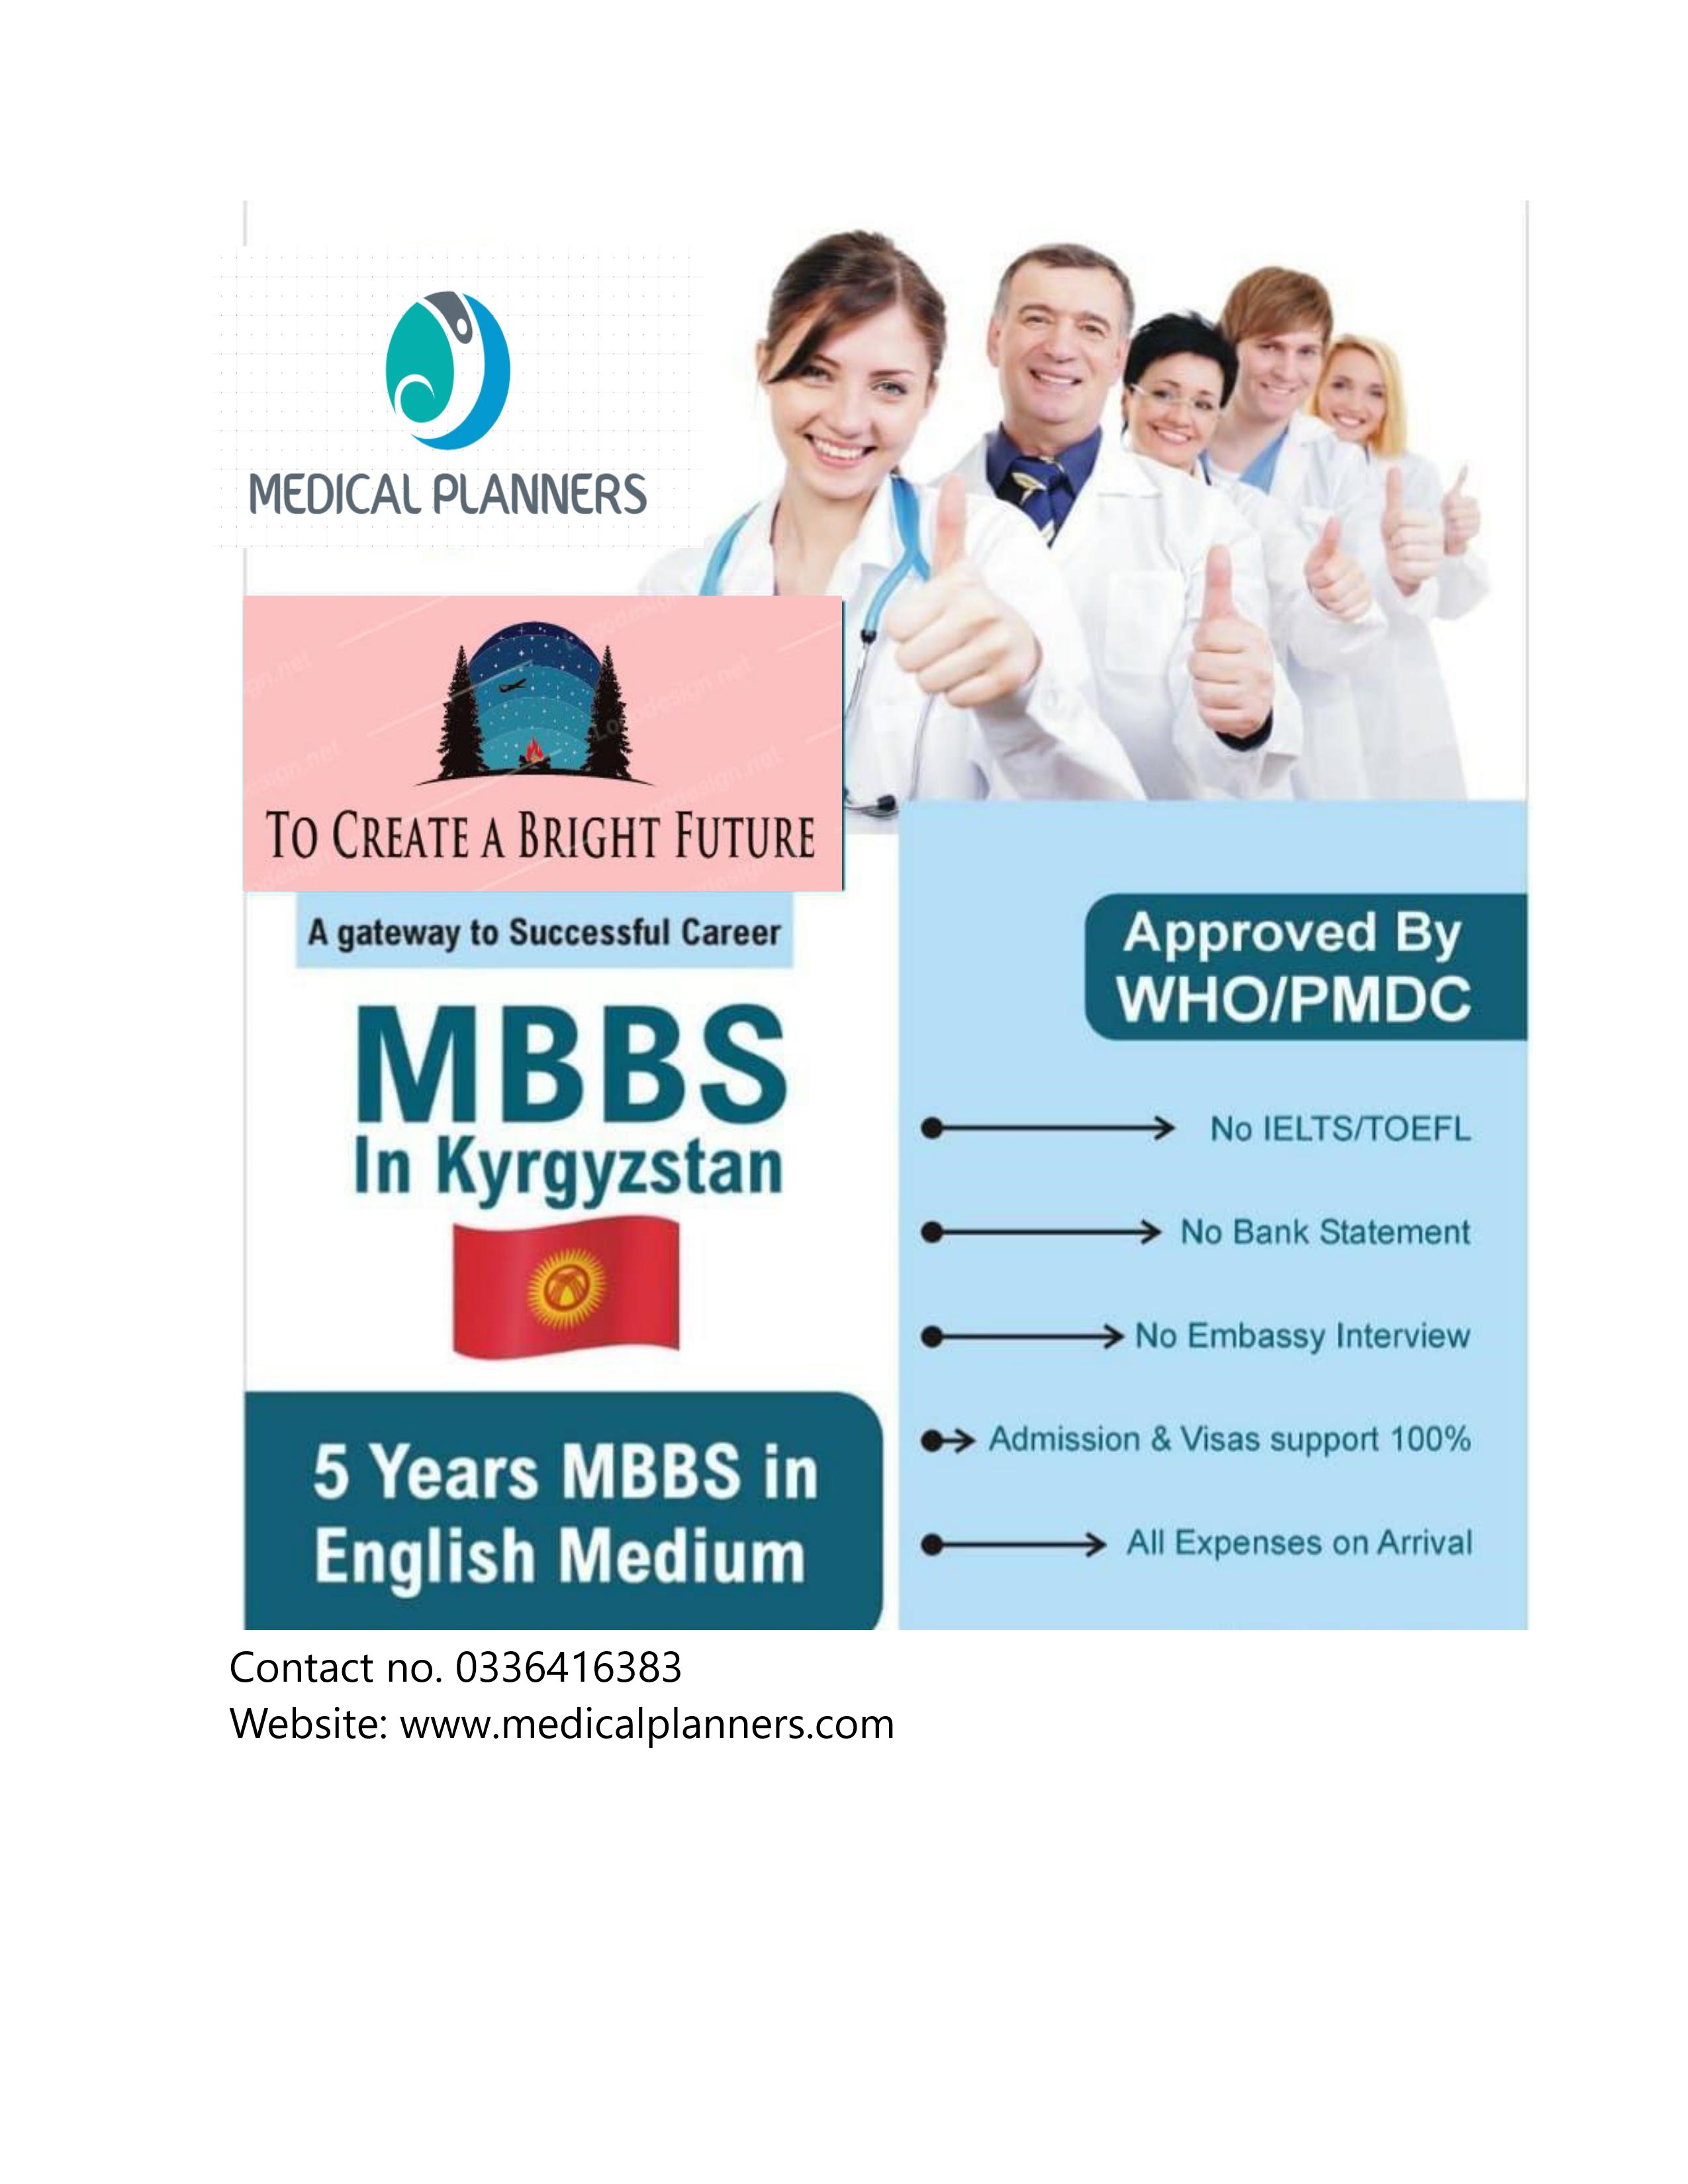 MEDICAL PLANNERS
TO CREATE A BRIGHT FUTURE
Logodesign.net
A gateway to Successful Career
MBBS
In Kyrgyzstan
5 Years MBBS in
English Medium
Approved By
WHO/PMDC
No IELTS/TOEFL
No Bank Statement
No Embassy Interview
Admission & Visas support 100%
All Expenses on Arrival
Contact no. 0336416383
Website: www.medicalplanners.com